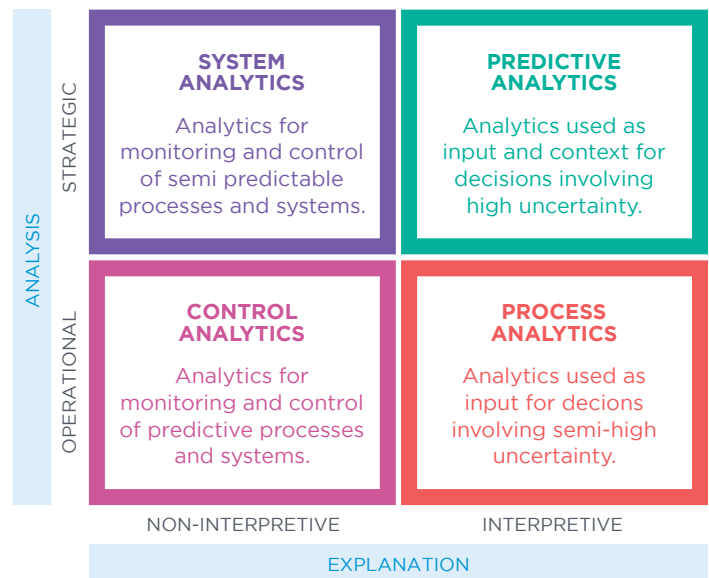 ANALYSIS
STRATEGIC
SYSTEM
ANALYTICS
Analytics for
monitoring and control
of semi predictable
processes and systems.
PREDICTIVE
ANALYTICS
Analytics used as
input and context for
decisions involving
high uncertainty.
OPERATIONAL
CONTROL
ANALYTICS
Analytics for
monitoring and control
of predictive processes
and systems.
PROCESS
ANALYTICS
Analytics used as
input for decions
involving semi-high
uncertainty.
NON-INTERPRETIVE
INTERPRETIVE
EXPLANATION